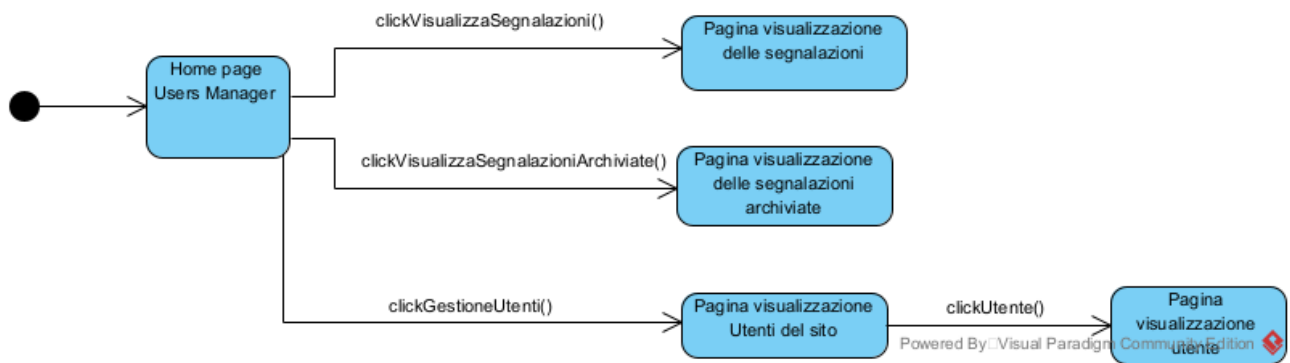 clickVisualizzaSegnalazioni()
Pagina visualizzazione
delle segnalazioni
Home page
Users Manager
clickVisualizzaSegnalazioniArchiviate()
Pagina visualizzazione
delle segnalazioni
archiviate
clickGestioneUtenti()
Pagina visualizzazione
Utenti del sito
clickUtente()
Pagina
visualizzazione
utente
Powered By Visual Paradigm Community Edition